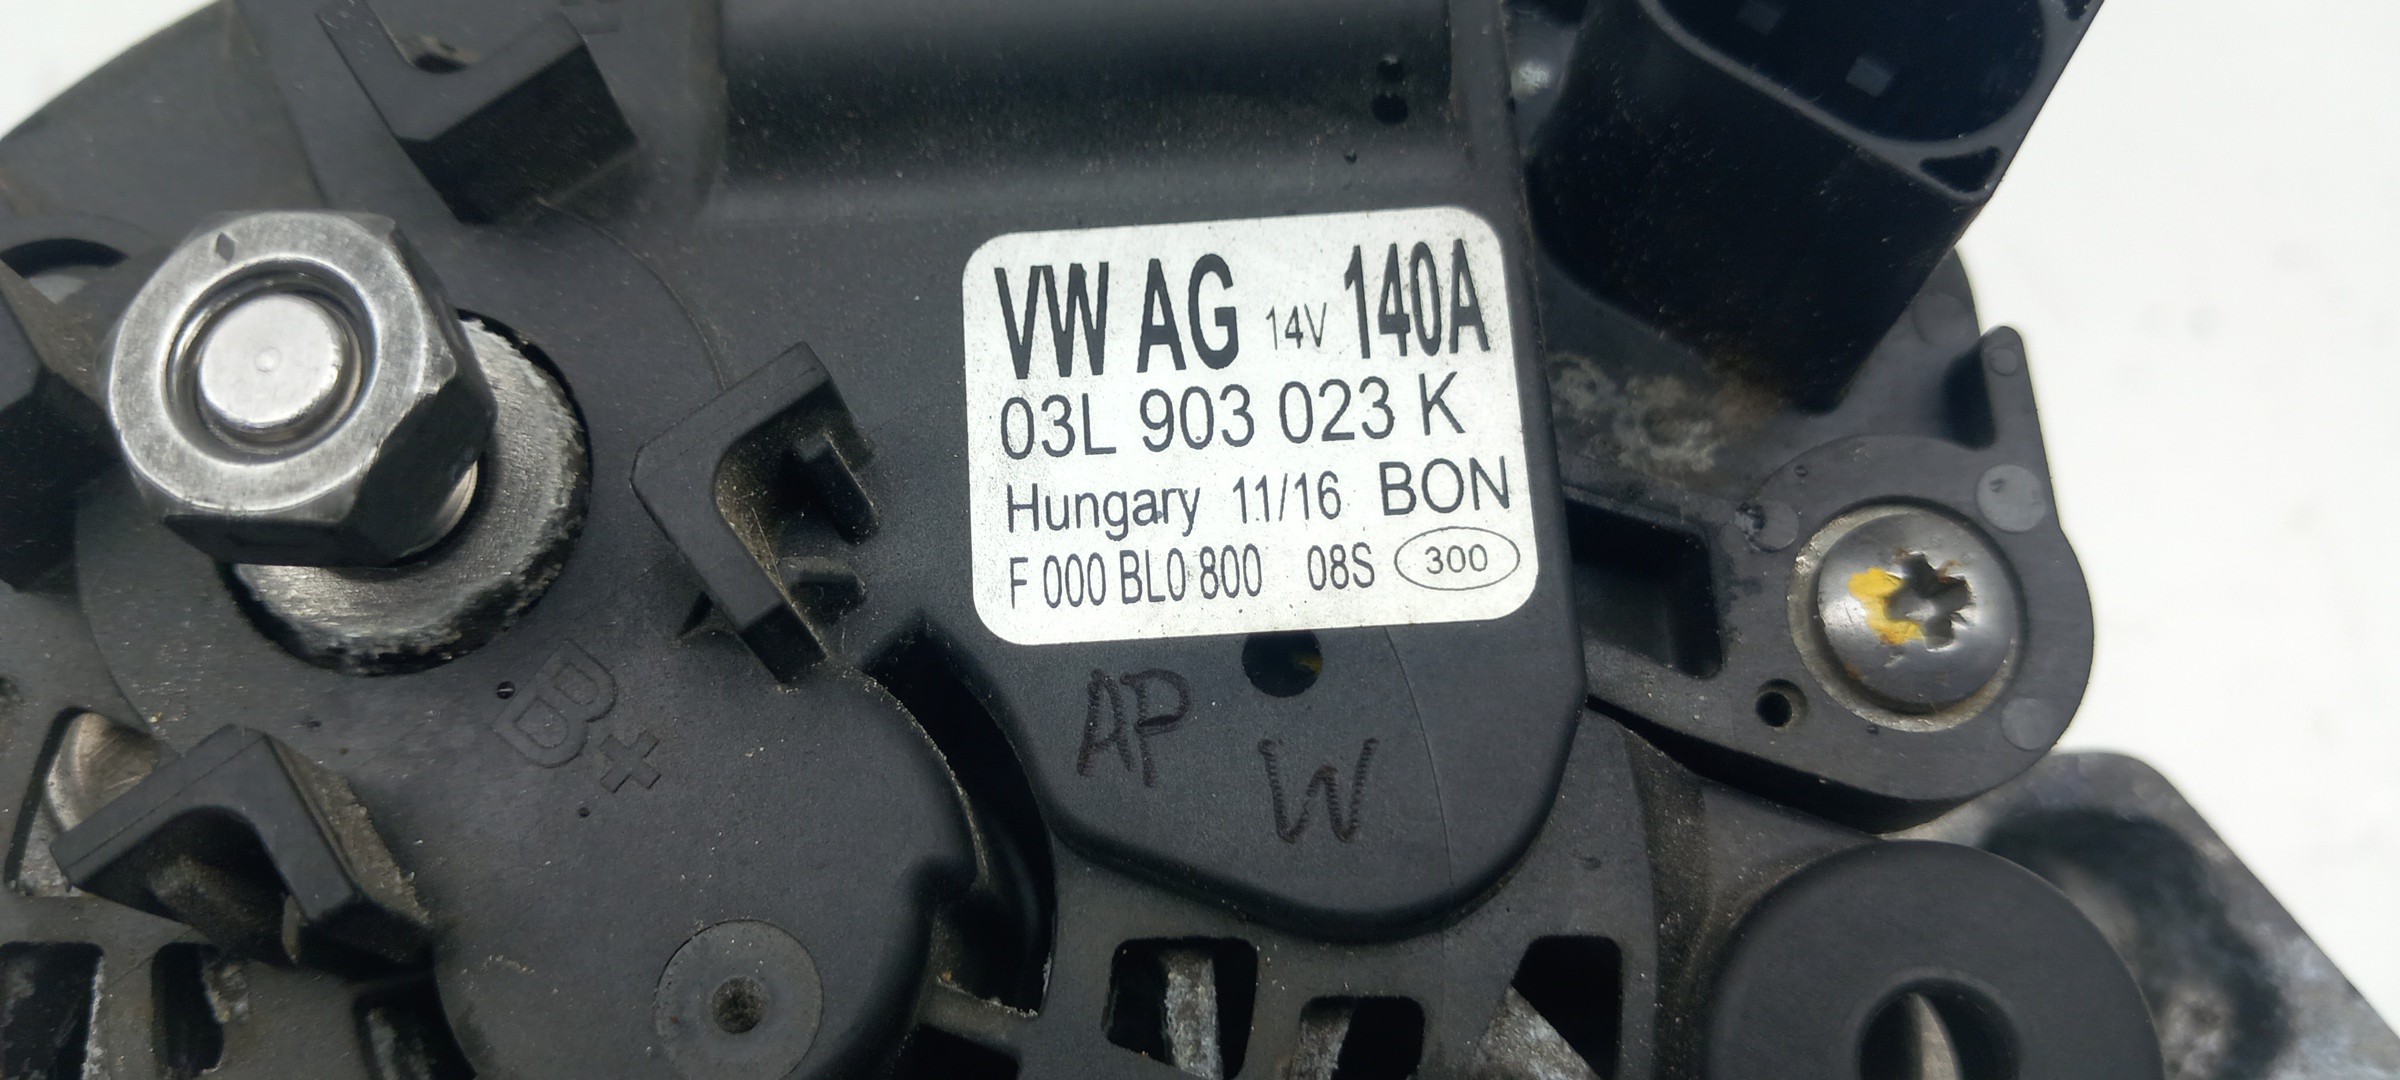 VW AG 14V 140A
03L 903 023 K
Hungary 11/16 BON
F 000 BL0 800 08S 300
AP
W
B+